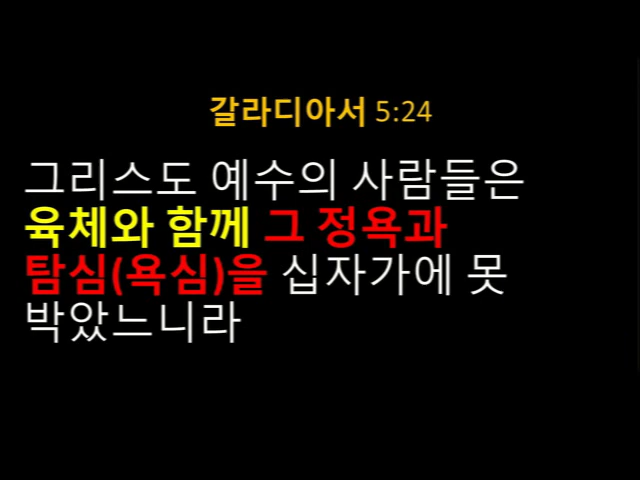 갈라디아서 5:24
그리스도 예수의 사람들은
육체와 함께 그 정욕과
탐심(욕심)을 십자가에 못
박았느니라